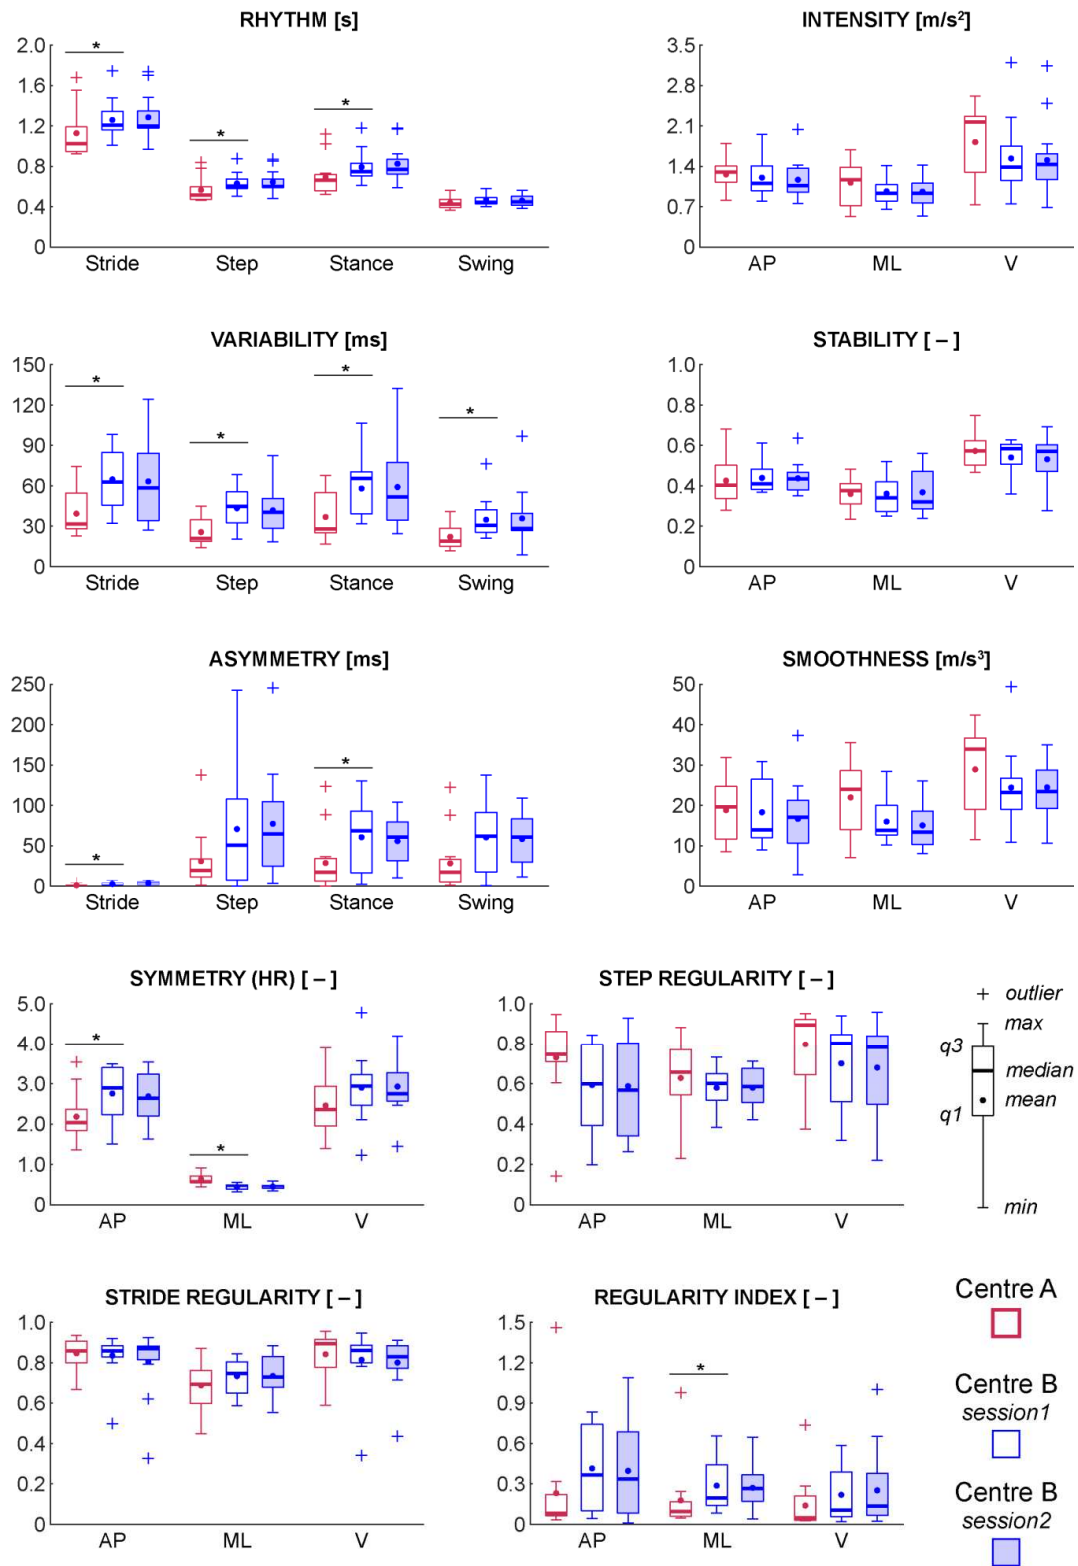 RHYTHM [s]
2.0
1.6
1.2
0.8
0.4
0
* * *
Stride Step Stance Swing
INTENSITY [m/s²]
3.5
2.8
2.1
1.4
0.7
0
AP ML V
VARIABILITY [ms]
150
120
90
60
30
0
* * * *
Stride Step Stance Swing
STABILITY [ – ]
1.0
0.8
0.6
0.4
0.2
0
AP ML V
ASYMMETRY [ms]
250
200
150
100
50
0
* *
Stride Step Stance Swing
SMOOTHNESS [m/s³]
50
40
30
20
10
0
AP ML V
SYMMETRY (HR) [ – ]
5.0
4.0
3.0
2.0
1.0
0
* *
AP ML V
STEP REGULARITY [ – ]
1.0
0.8
0.6
0.4
0.2
0
AP ML V
outlier
max
q3
median
mean
q1
min
STRIDE REGULARITY [ – ]
1.0
0.8
0.6
0.4
0.2
0
AP ML V
REGULARITY INDEX [ – ]
1.5
1.2
0.9
0.6
0.3
0
*
AP ML V
Centre A
Centre B
session1
Centre B
session2